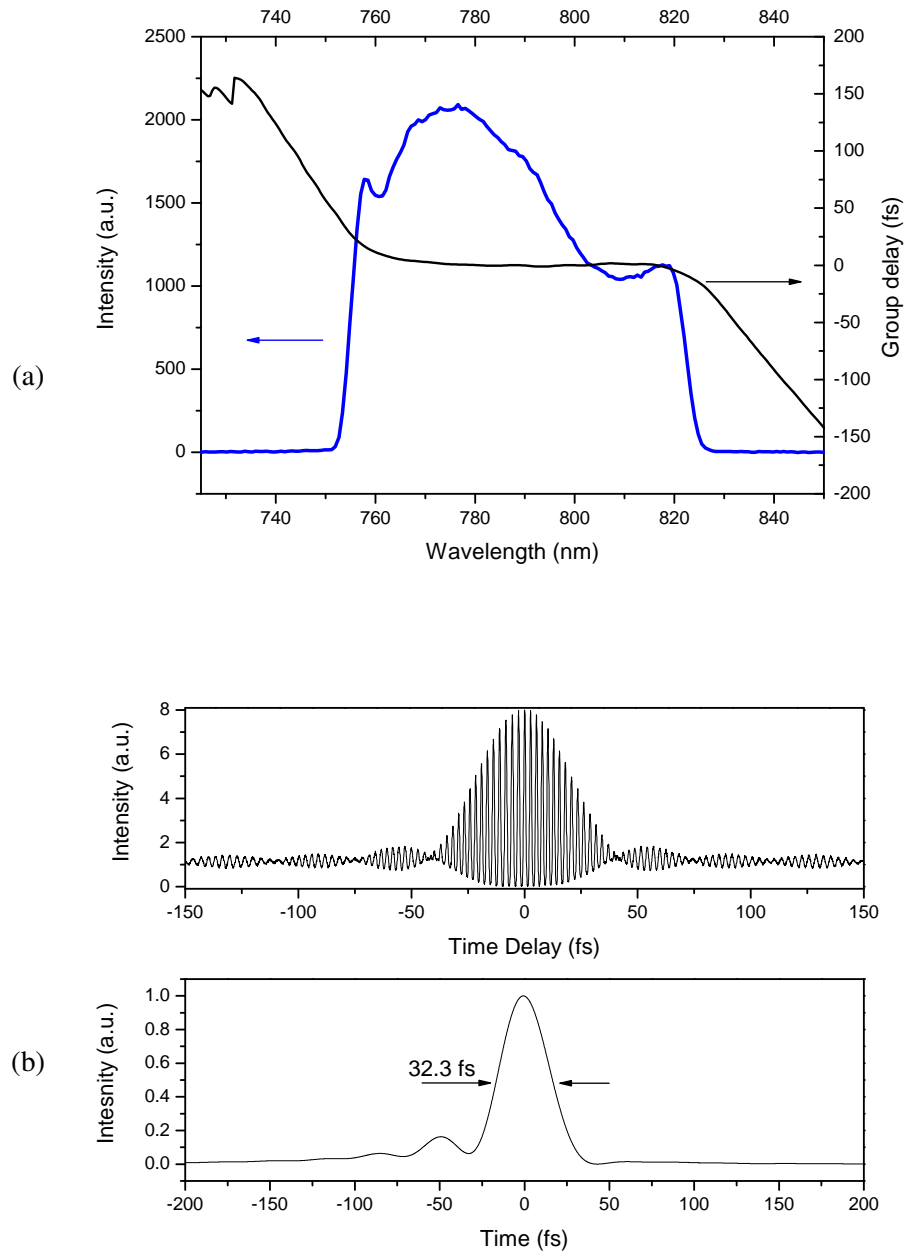 740 760 780 800 820 840
2500 200
2000 150
100
1500 50
1000 0
-50
500 -100
0 -150
-200
740 760 780 800 820 840
Intensity (a.u.)
Group delay (fs)
Wavelength (nm)
(a)
8
6
4
2
0
Intensity (a.u.)
-150 -100 -50 0 50 100 150
Time Delay (fs)
1.0
0.8
0.6
0.4
0.2
0.0
Intesnity (a.u.)
32.3 fs
(b)
-200 -150 -100 -50 0 50 100 150 200
Time (fs)